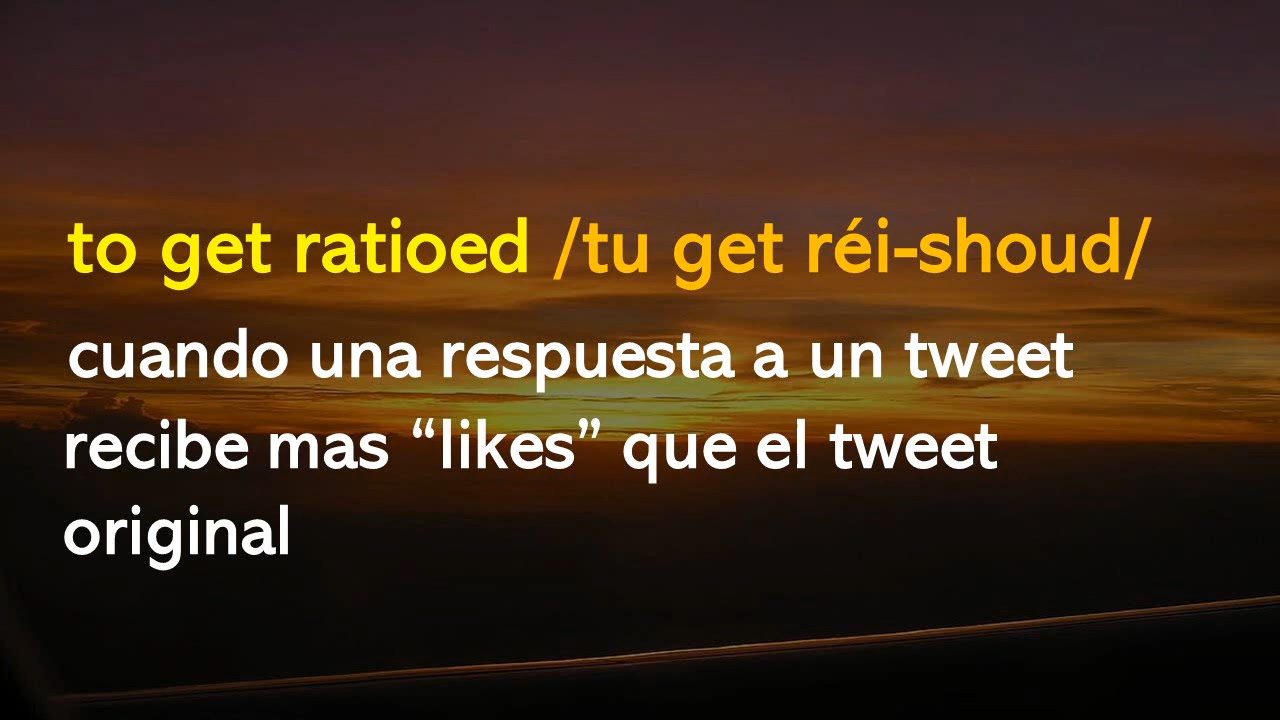 to get ratioed /tu get réi-shoud/
cuando una respuesta a un tweet
recibe mas “likes” que el tweet
original